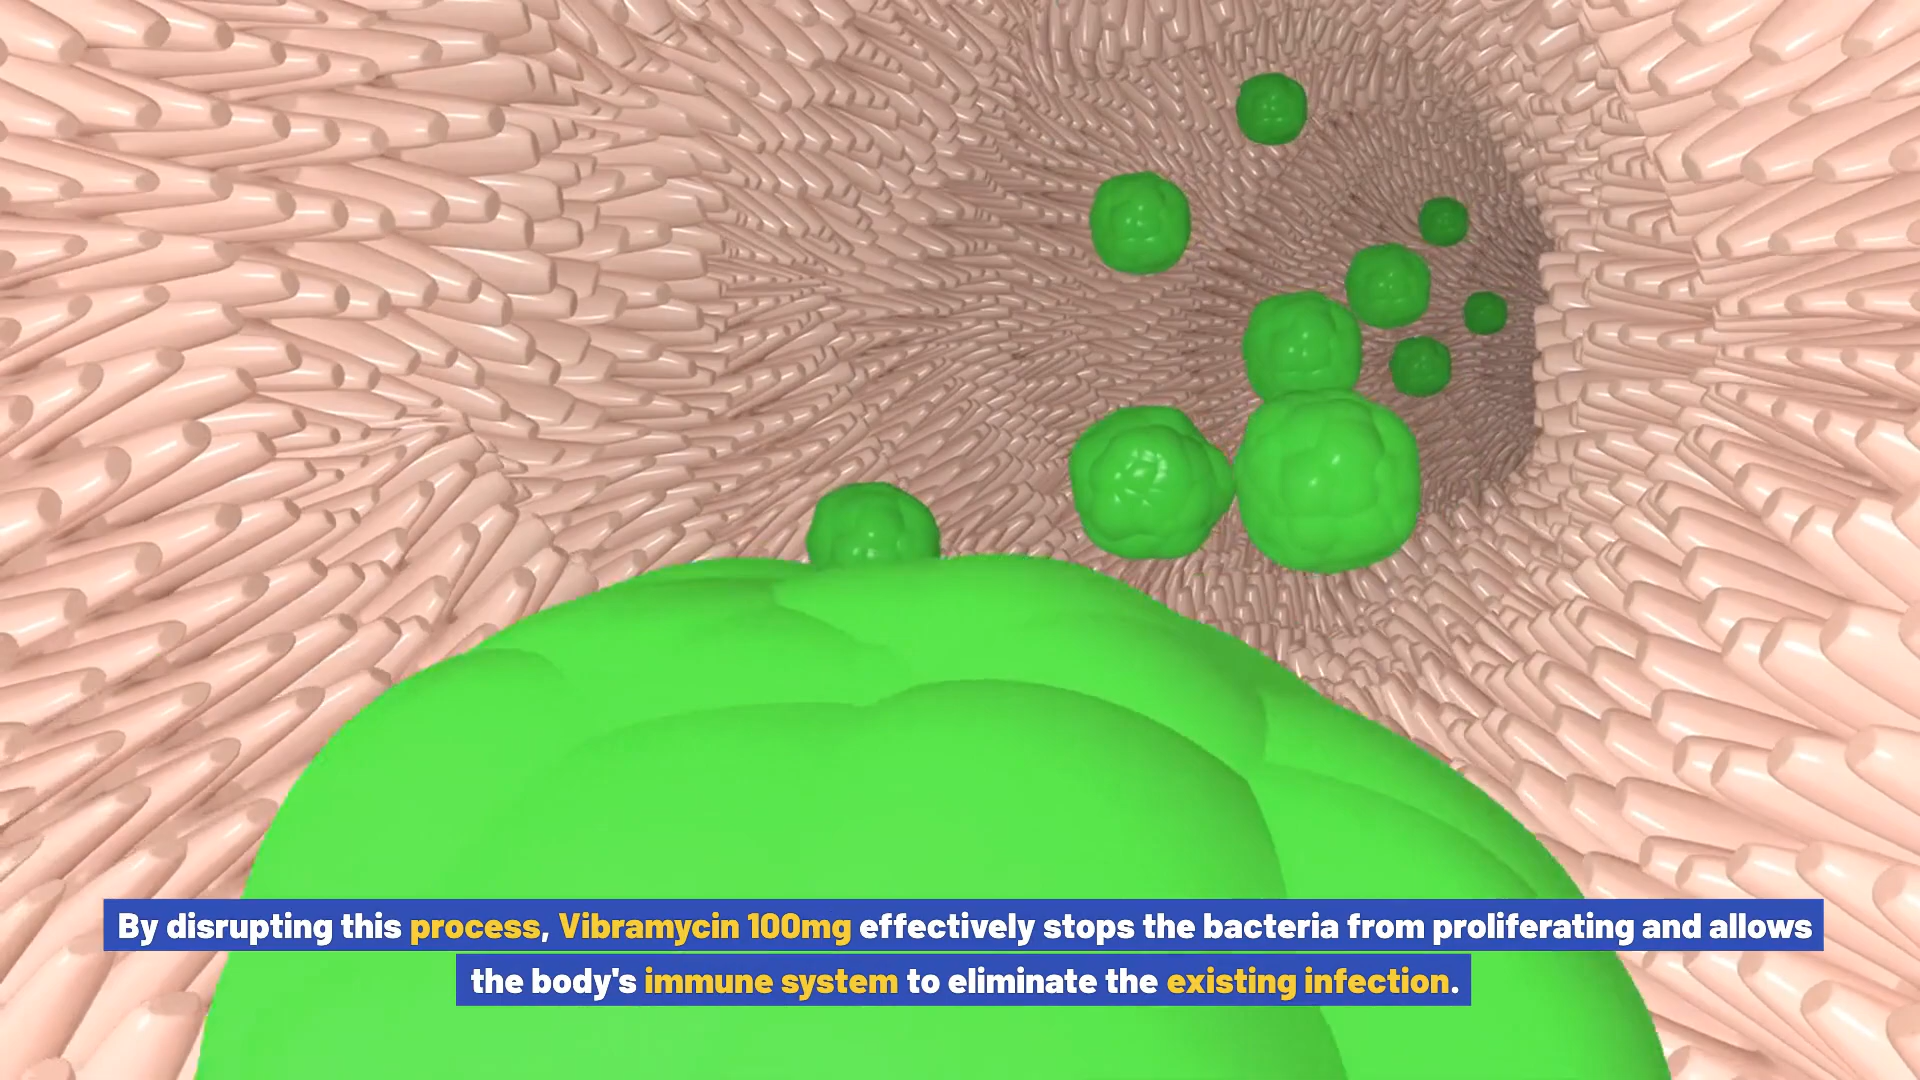 By disrupting this process, Vibramycin 100mg effectively stops the bacteria from proliferating and allows
the body's immune system to eliminate the existing infection.